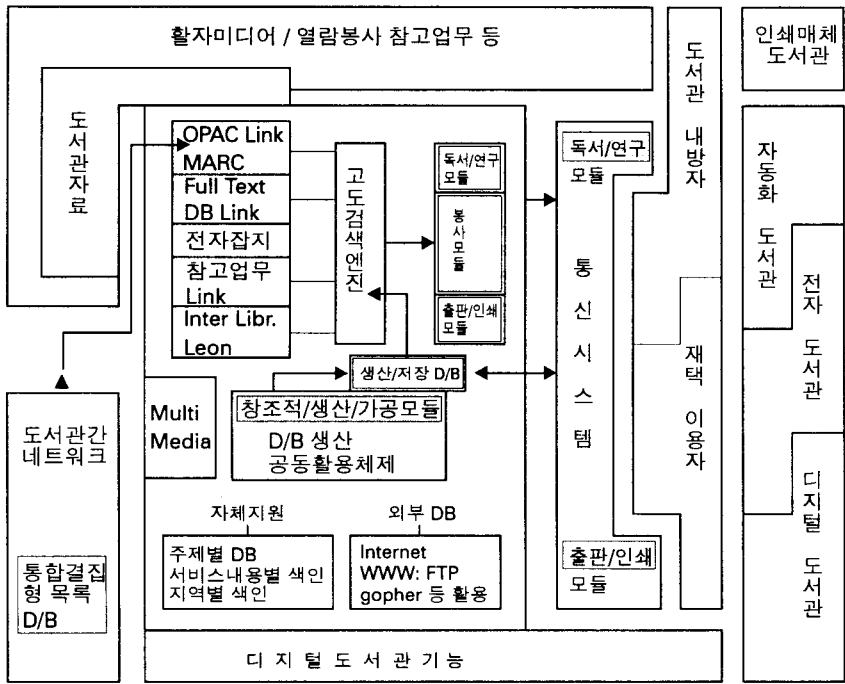 활자미디어 / 열람봉사 참고업무 등
도서관자료
OPAC Link
MARC
Full Text
DB Link
전자잡지
참고업무
Link
Inter Libr.
Leon
고도검색엔진
독서/연구
모듈
봉사모듈
출판/인쇄
모듈
생산/저장 D/B
창조적/생산/가공모듈
D/B 생산
공동활용체제
Multi
Media
도서관간
네트워크
통합결집
형 목록
D/B
자체지원
주제별 DB
서비스내용별 색인
지역별 색인
외부 DB
Internet
WWW: FTP
gopher 등 활용
디 지 털 도 서 관 기 능
독서/연구
모듈
통 신 시 스 템
출판/인쇄
모듈
도서관 내방자
재택 이용자
인쇄매체
도서관
자동화 도서관
전자 도서관
디지털 도서관